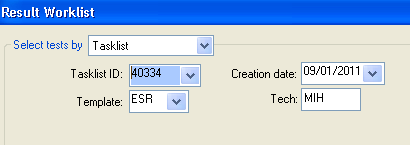 Result Worklist
Select tests by Tasklist
Tasklist ID: 40334 Creation date: 09/01/2011
Template: ESR Tech: MIH